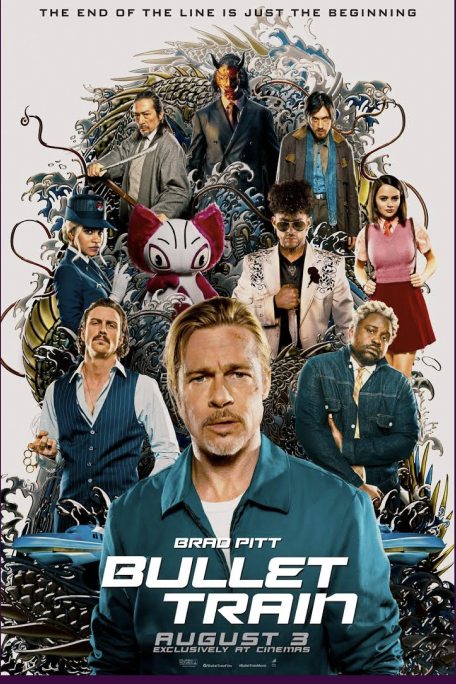 THE END OF THE LINE IS JUST THE BEGINNING
BRAD PITT
BULLET
TRAIN
AUGUST 3
EXCLUSIVELY AT CINEMAS